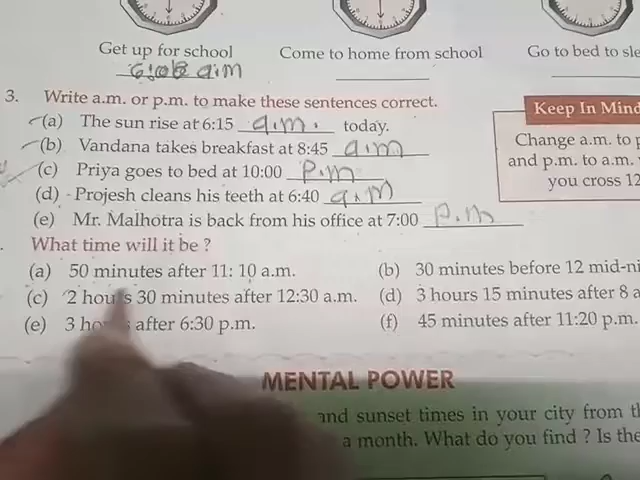 Get up for school
Come to home from school
Go to bed to sle
6:00 a.m
3. Write a.m. or p.m. to make these sentences correct.
(a) The sun rise at 6:15 a.m. today.
(b) Vandana takes breakfast at 8:45 a.m
(c) Priya goes to bed at 10:00 P.m
(d) Projesh cleans his teeth at 6:40 a.m
(e) Mr. Malhotra is back from his office at 7:00 p.m
Keep In Mind
Change a.m. to p
and p.m. to a.m.
you cross 12
What time will it be ?
(a) 50 minutes after 11: 10 a.m.
(b) 30 minutes before 12 mid-ni
(c) 2 hours 30 minutes after 12:30 a.m.
(d) 3 hours 15 minutes after 8 a
(e) 3 after 6:30 p.m.
(f) 45 minutes after 11:20 p.m.
MENTAL POWER
and sunset times in your city from th
a month. What do you find ? Is the